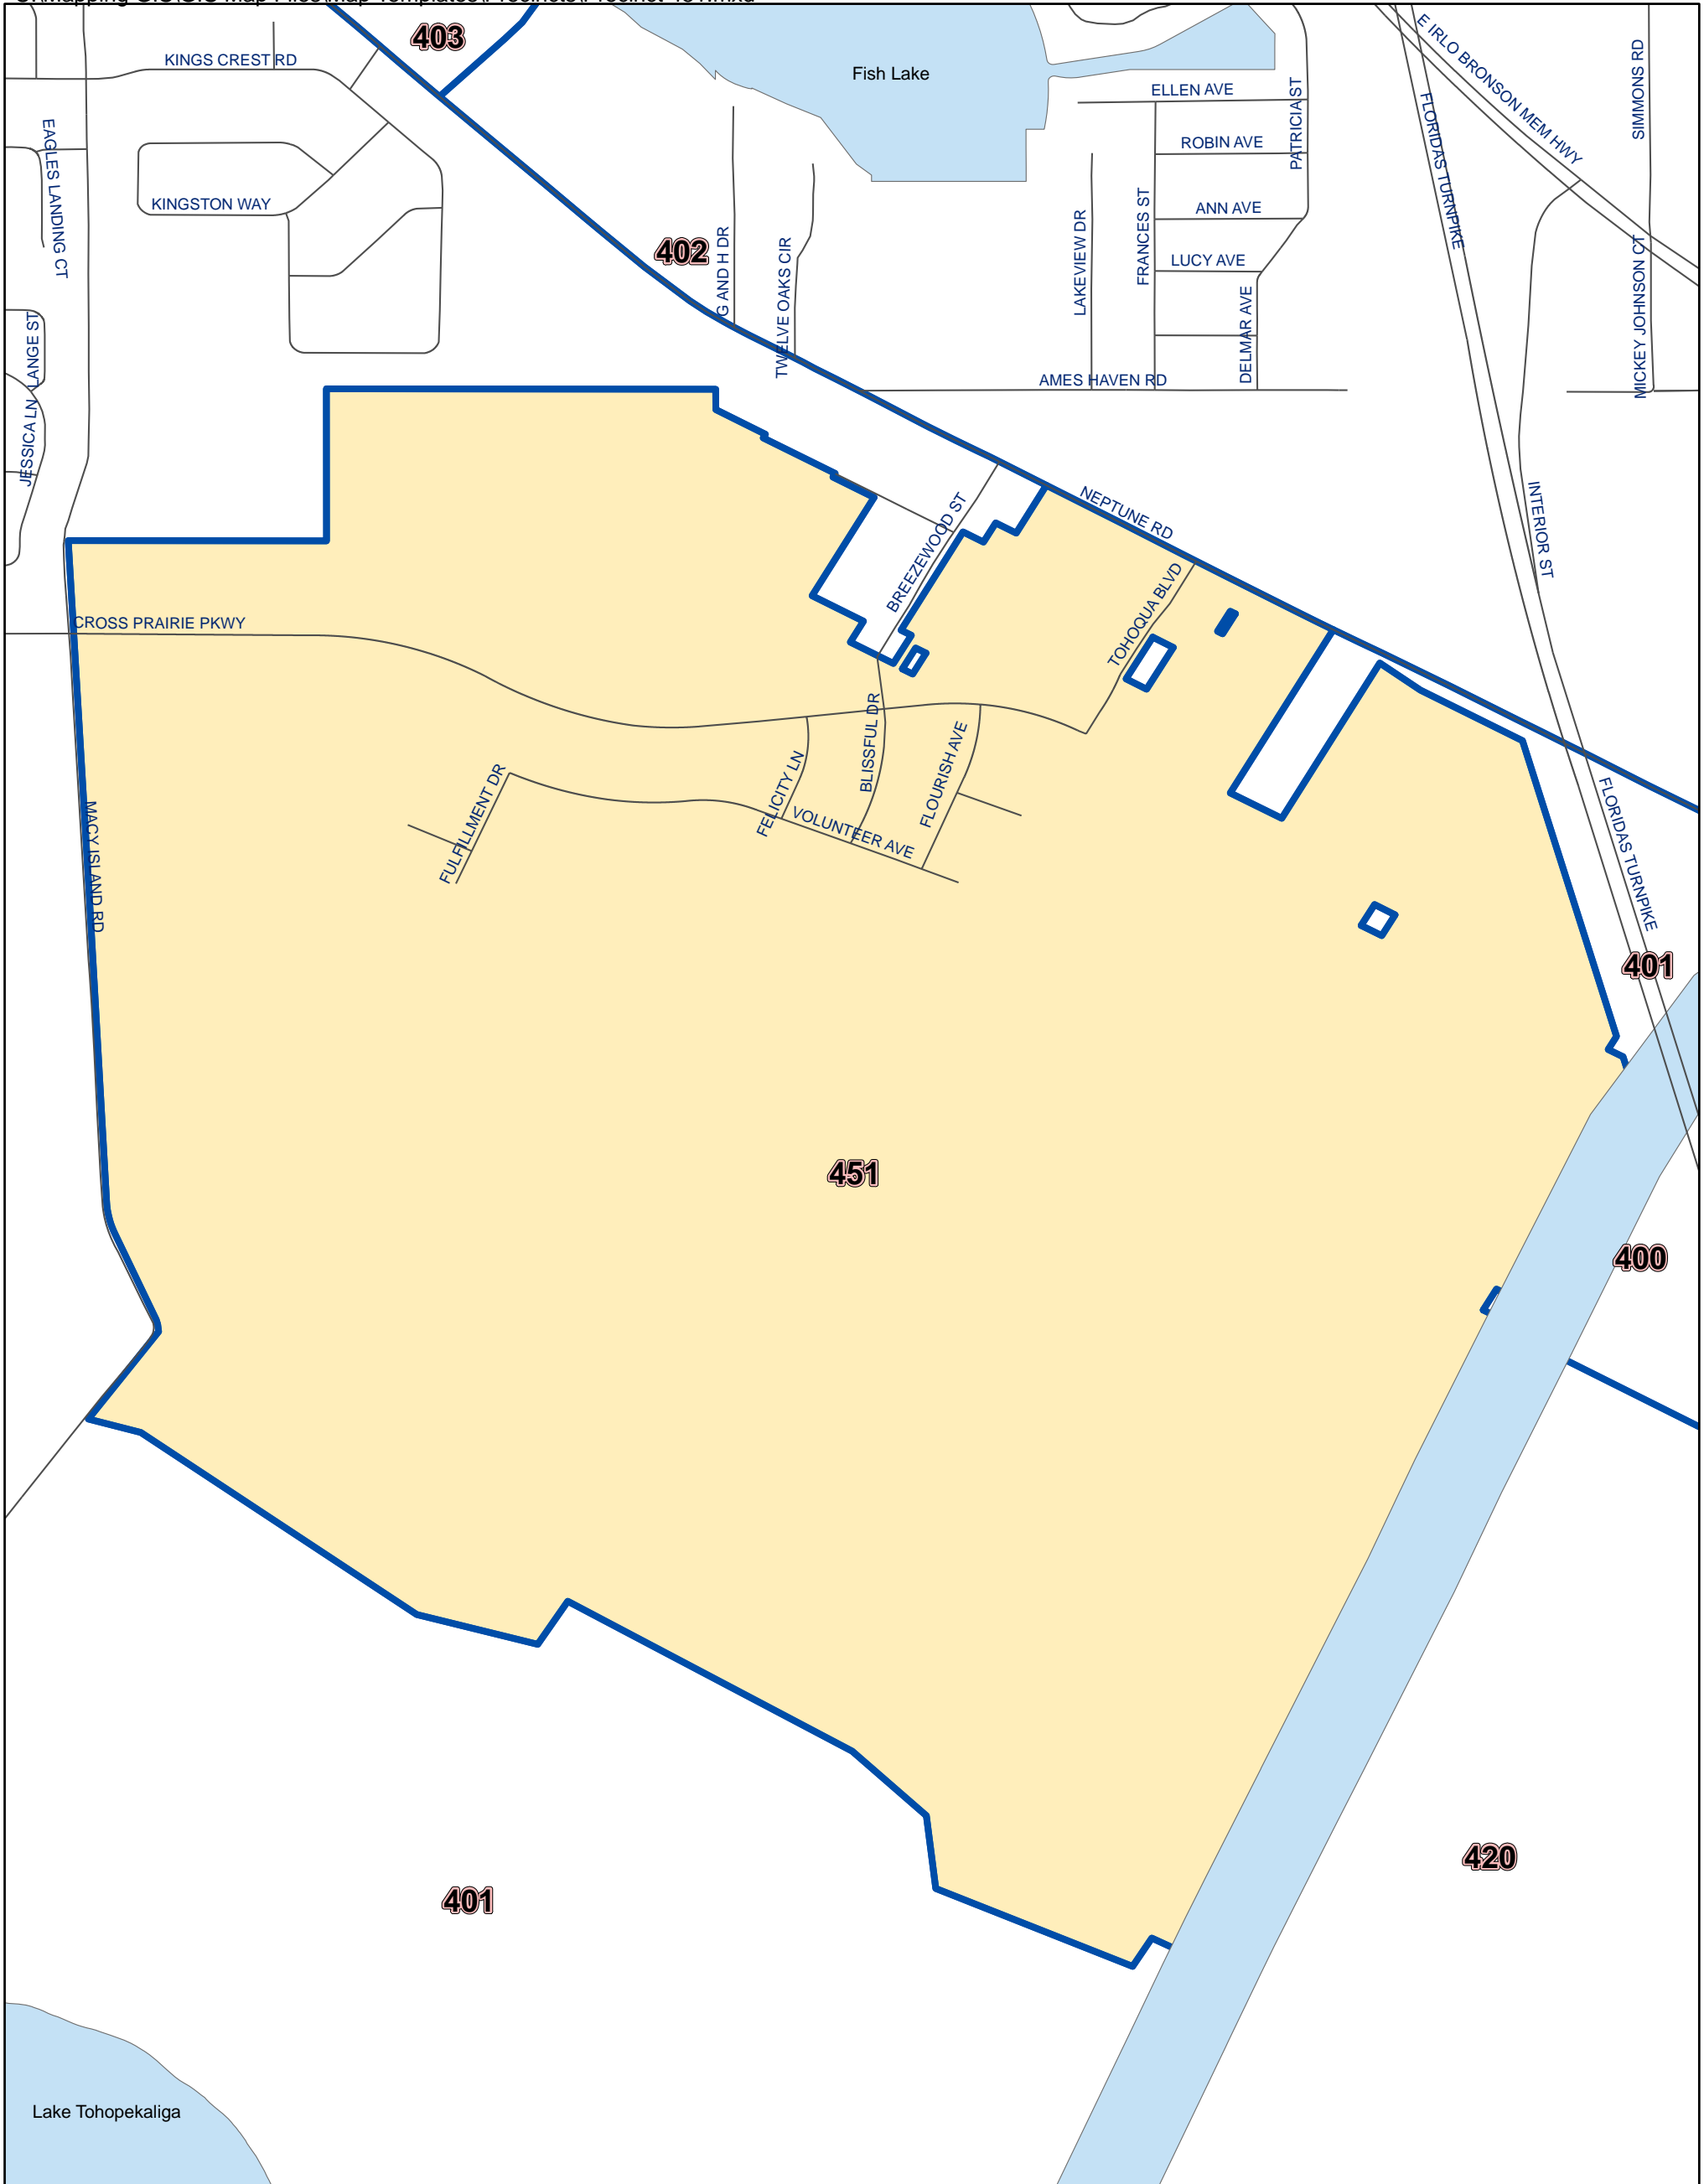 403
KINGS CREST RD
Fish Lake
E IRLO BRONSON MEM HWY
SIMMONS RD
ELLEN AVE
PATRICIA ST
FLORIDAS TURNPIKE
ROBIN AVE
EAGLES LANDING CT
KINGSTON WAY
ANN AVE
FRANCES ST
LAKEVIEW DR
402
G AND H DR
TWELVE OAKS CIR
LUCY AVE
DELMAR AVE
MICKEY JOHNSON CT
LANGE ST
JESSICA LN
AMES HAVEN RD
NEPTUNE RD
INTERIOR ST
BREEZEWOOD ST
TOHOQUA BLVD
CROSS PRAIRIE PKWY
BLISSFUL DR
FELICITY LN
FLOURISH AVE
FULFILLMENT DR
VOLUNTEER AVE
FLORIDAS TURNPIKE
MACY ISLAND RD
401
451
400
420
401
Lake Tohopekaliga